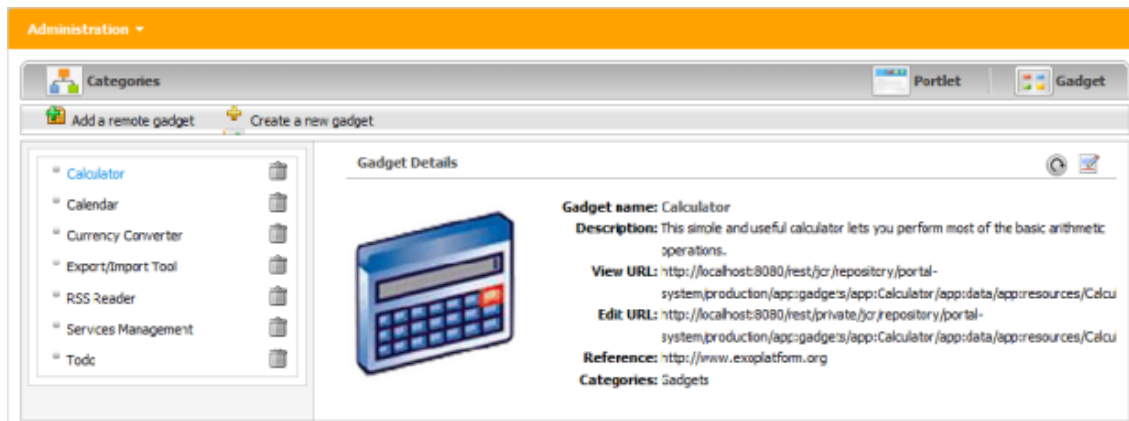 Administration
Categories
Portlet
Gadget
Add a remote gadget
Create a new gadget
Calculator
Calendar
Currency Converter
Export/Import Tool
RSS Reader
Services Management
Todo
Gadget Details
Gadget name: Calculator
Description: This simple and useful calculator lets you perform most of the basic arithmetic
operations.
View URL: http://localhost:8080/rest/jcr/repository/portal-
system/production/app:gadgets/app:Calculator/app:data/app:resources/Calcu
Edit URL: http://localhost:8080/rest/private/jcr/repository/portal-
system/production/app:gadgets/app:Calculator/app:data/app:resources/Calcu
Reference: http://www.exoplatform.org
Categories: Gadgets